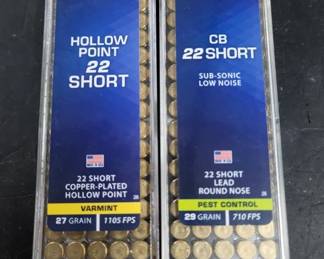 HOLLOW
POINT
22
SHORT
22 SHORT
COPPER-PLATED
HOLLOW POINT
VARMINT
27 GRAIN 1105 FPS
CB
22 SHORT
SUB-SONIC
LOW NOISE
22 SHORT
LEAD
ROUND NOSE
PEST CONTROL
29 GRAIN 710 FPS